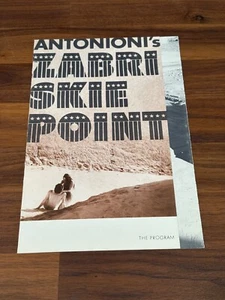 ANTONIONI's
ZABRI
SKIE
POINT
THE PROGRAM